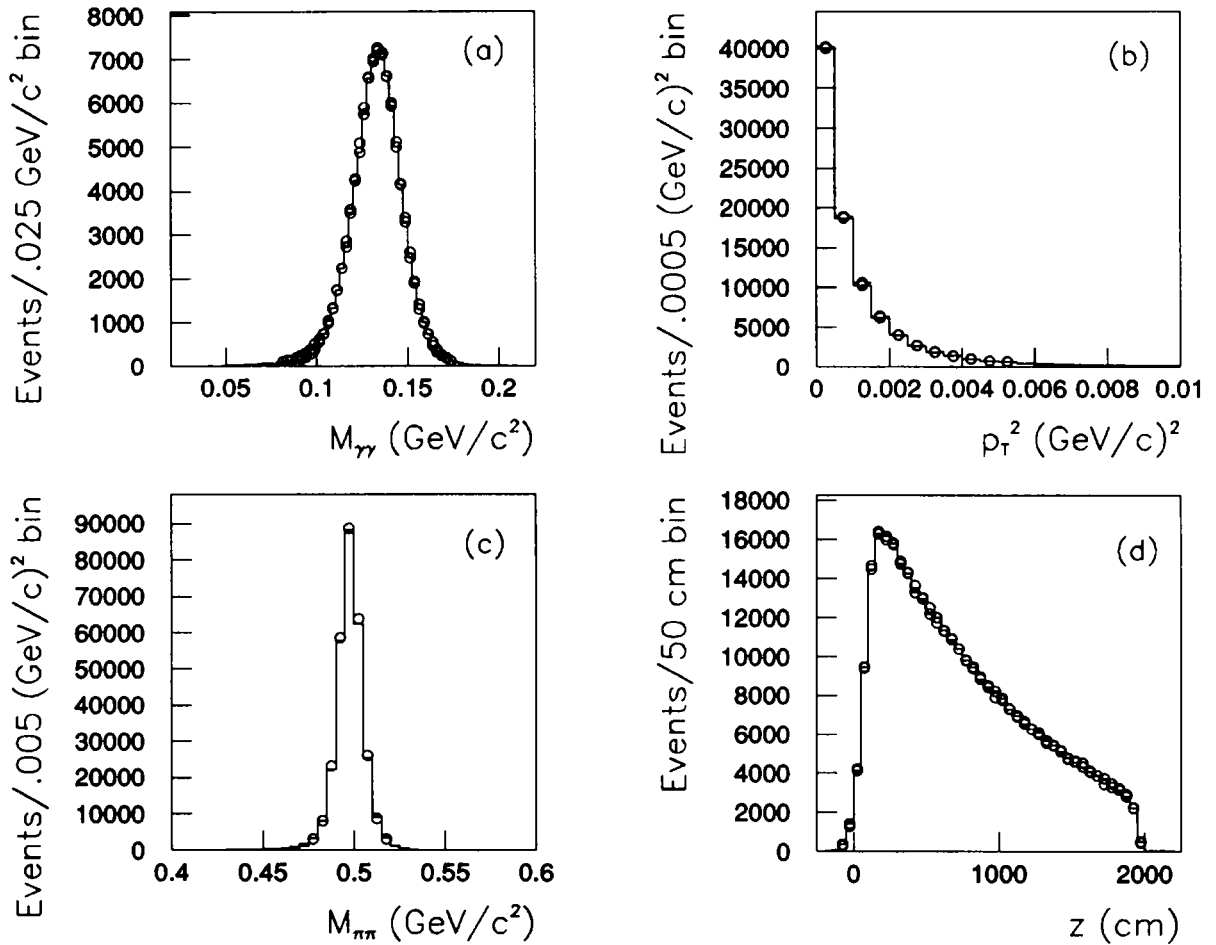 (a)
Events/.025 GeV/c² bin
8000
7000
6000
5000
4000
3000
2000
1000
0
0.05 0.1 0.15 0.2
Mγγ (GeV/c²)
(b)
Events/.0005 (GeV/c)² bin
40000
35000
30000
25000
20000
15000
10000
5000
0
0 0.002 0.004 0.006 0.008 0.01
pT² (GeV/c)²
(c)
Events/.005 (GeV/c)² bin
90000
80000
70000
60000
50000
40000
30000
20000
10000
0
0.4 0.45 0.5 0.55 0.6
Mππ (GeV/c²)
(d)
Events/50 cm bin
18000
16000
14000
12000
10000
8000
6000
4000
2000
0
0 1000 2000
z (cm)